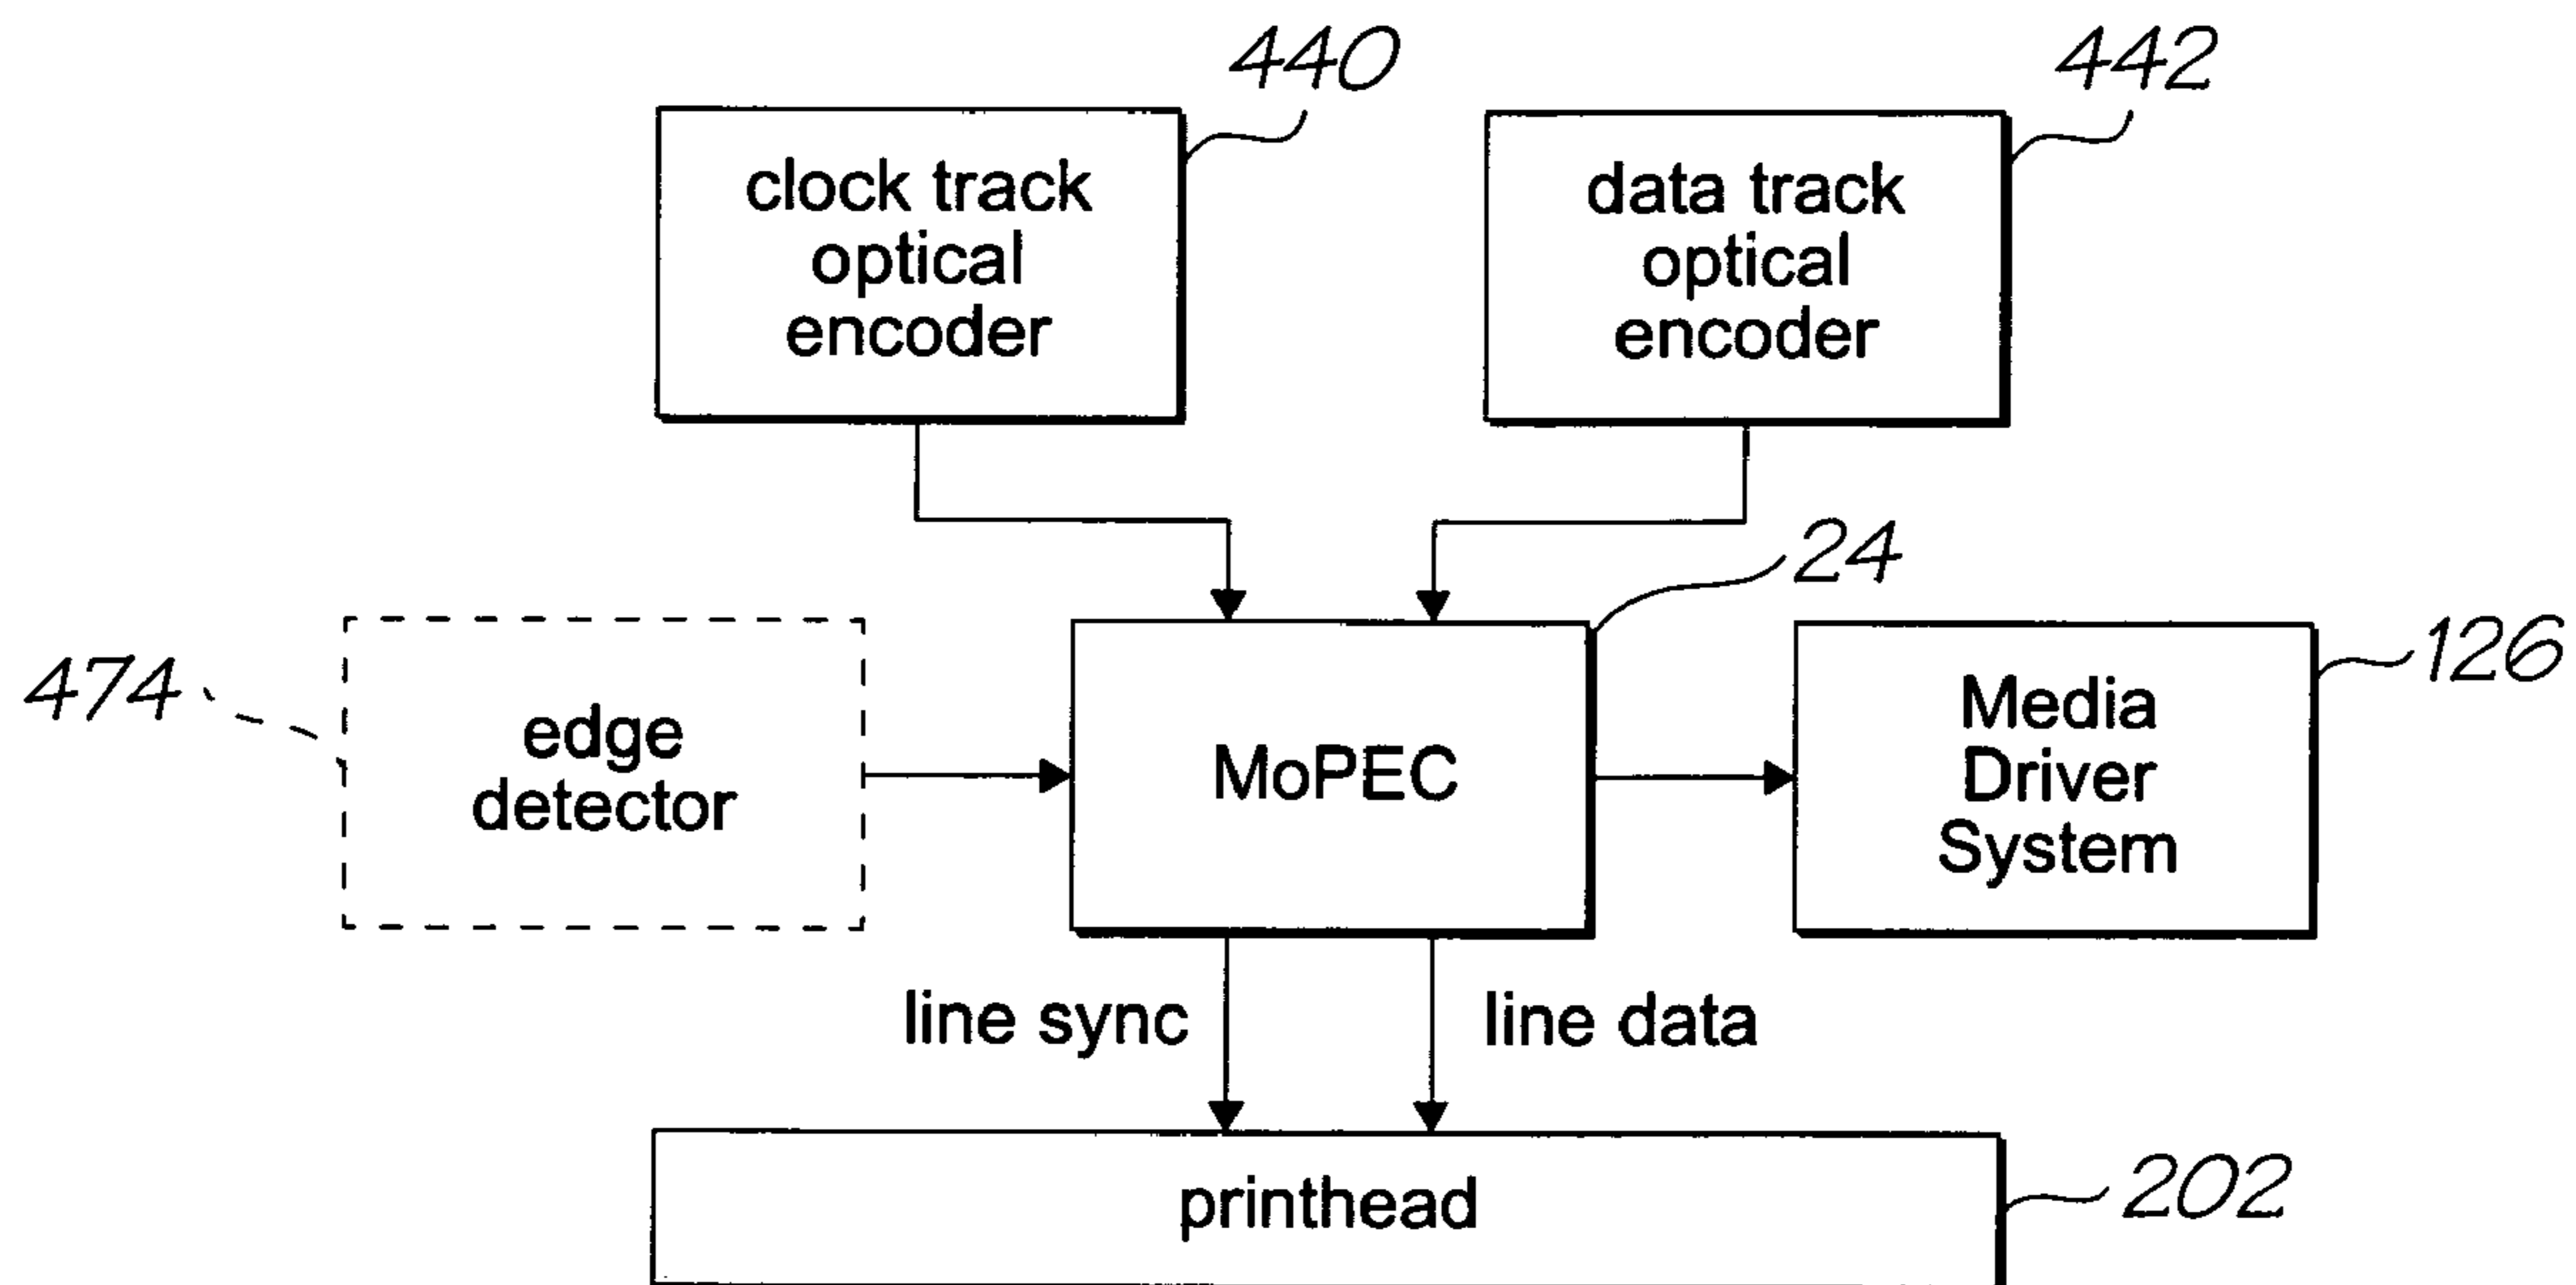 440
442
clock track
optical
encoder
data track
optical
encoder
24
474
edge
detector
MoPEC
Media
Driver
System
126
line sync
line data
printhead
202